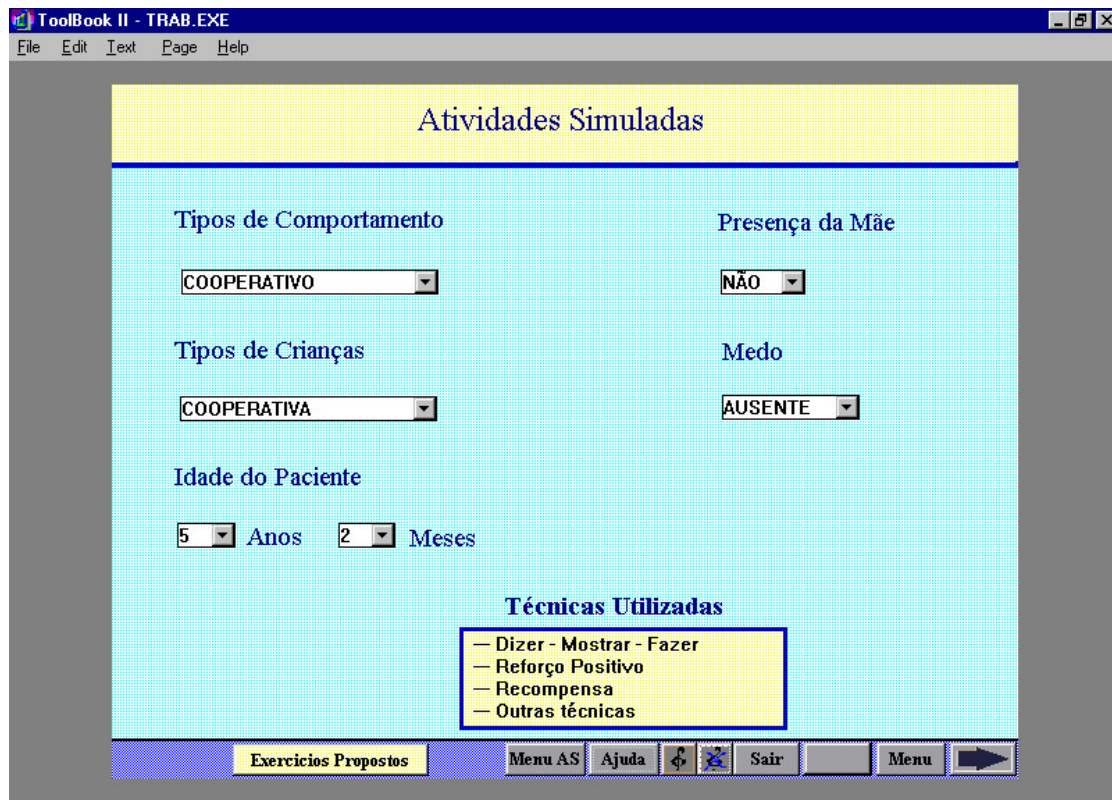 ToolBook II - TRAB.EXE
File Edit Text Page Help
Atividades Simuladas
Tipos de Comportamento
COOPERATIVO
Presença da Mãe
NÃO
Tipos de Crianças
COOPERATIVA
Medo
AUSENTE
Idade do Paciente
5 Anos 2 Meses
Técnicas Utilizadas
— Dizer - Mostrar - Fazer
— Reforço Positivo
— Recompensa
— Outras técnicas
Exercicios Propostos Menu AS Ajuda Sair Menu